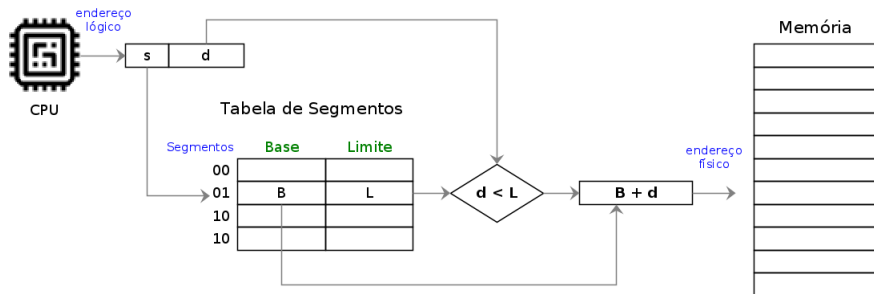 endereço
lógico
s d
CPU
Memória
Tabela de Segmentos
Segmentos Base Limite
00
01 B L
10
10
d < L
B + d
endereço
físico